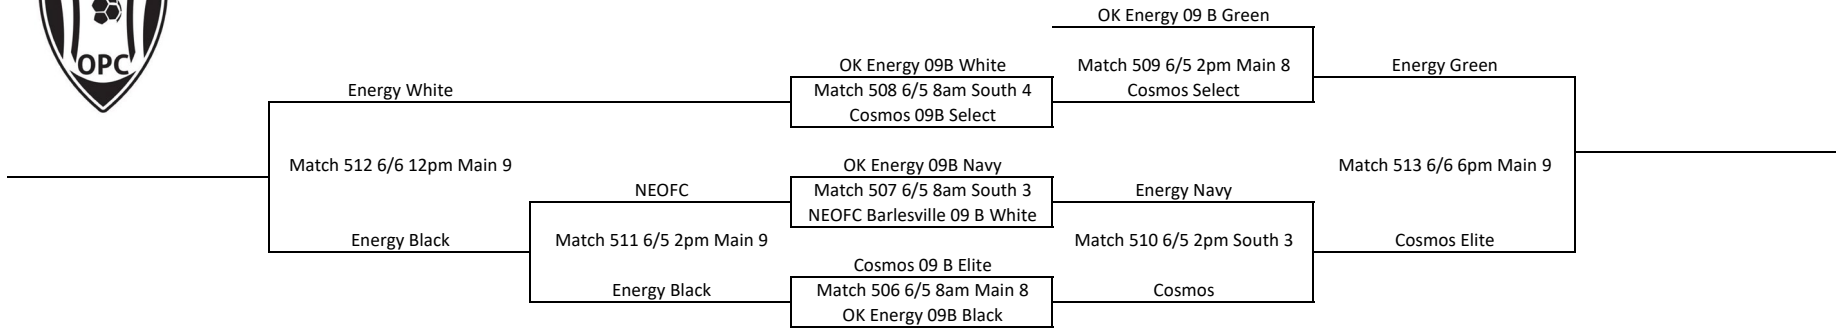 OPC
OK Energy 09 B Green
OK Energy 09B White
Match 509 6/5 2pm Main 8
Energy Green
Energy White
Match 508 6/5 8am South 4
Cosmos Select
Cosmos 09B Select
Match 512 6/6 12pm Main 9
OK Energy 09B Navy
Match 513 6/6 6pm Main 9
NEOFC
Match 507 6/5 8am South 3
Energy Navy
NEOFC Barlesville 09 B White
Energy Black
Match 511 6/5 2pm Main 9
Match 510 6/5 2pm South 3
Cosmos Elite
Cosmos 09 B Elite
Energy Black
Match 506 6/5 8am Main 8
Cosmos
OK Energy 09B Black